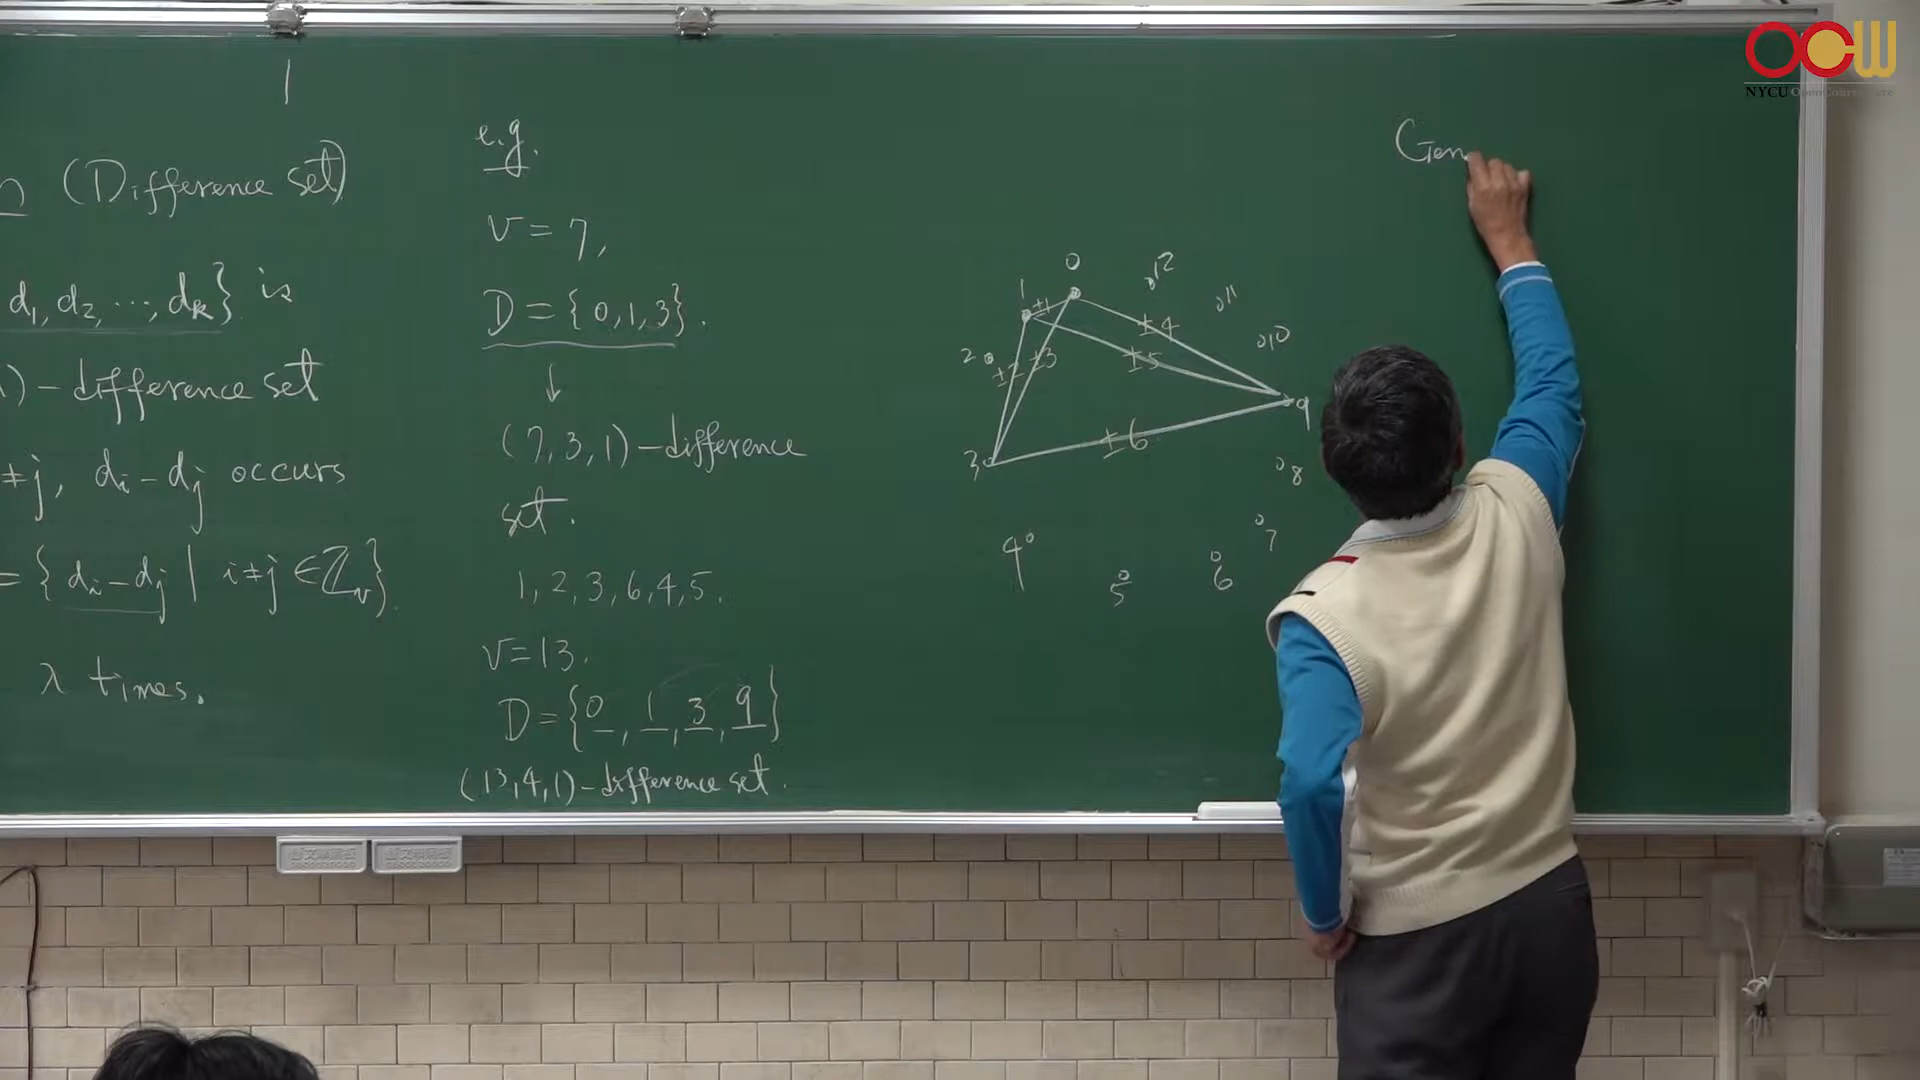 (Difference set)
d₁, d₂, ⋯, dₖ} is
)-difference set
≠j, dᵢ-dⱼ occurs
={dᵢ-dⱼ | i≠j ∈ℤᵥ}.
λ times.
e.g.
v=7,
D={0,1,3}.
↓
(7,3,1)-difference
set.
1,2,3,6,4,5.
v=13.
D={0,1,3,9}
(13,4,1)-difference set.
0
1
2
3
4
5
6
7
8
9
10
11
12
±1
±2
±3
±4
±5
±6
Gen
OCW
NYCU OpenCourseWare